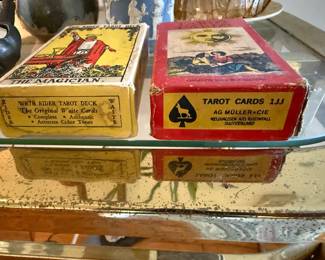 THE MAGICIAN.
RIDER TAROT DECK
The Original Waite Cards
• Complete • Authentic
• Accurate Color Tones
WAITE
TAROT CARDS 1JJ
AG MÜLLER+CIE
NEUHAUSEN AM RHEINFALL
SWITZERLAND